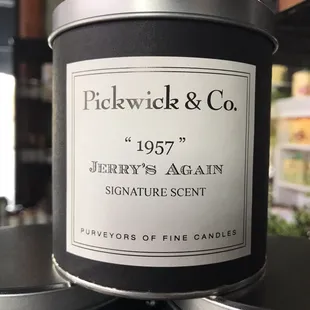 Pickwick & Co.
" 1957 "
JERRY'S AGAIN
SIGNATURE SCENT
PURVEYORS OF FINE CANDLES